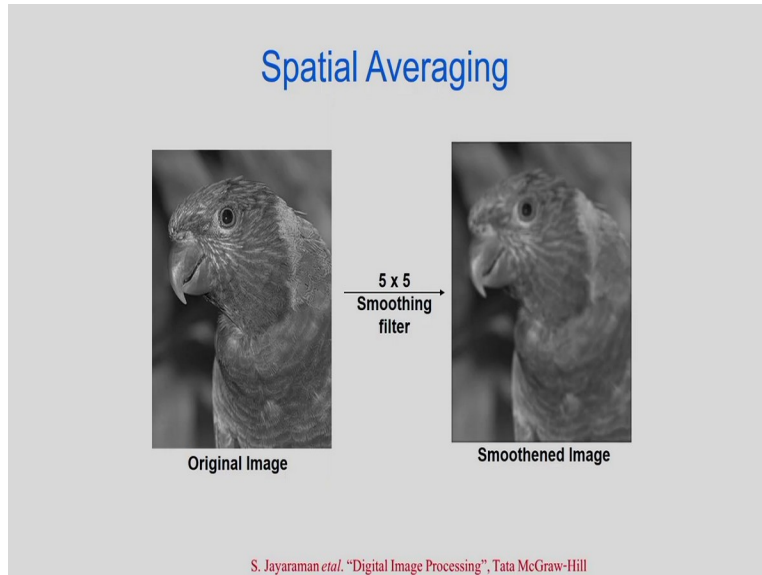 Spatial Averaging
5 x 5
Smoothing
filter
Original Image
Smoothened Image
S. Jayaraman etal. “Digital Image Processing”, Tata McGraw-Hill